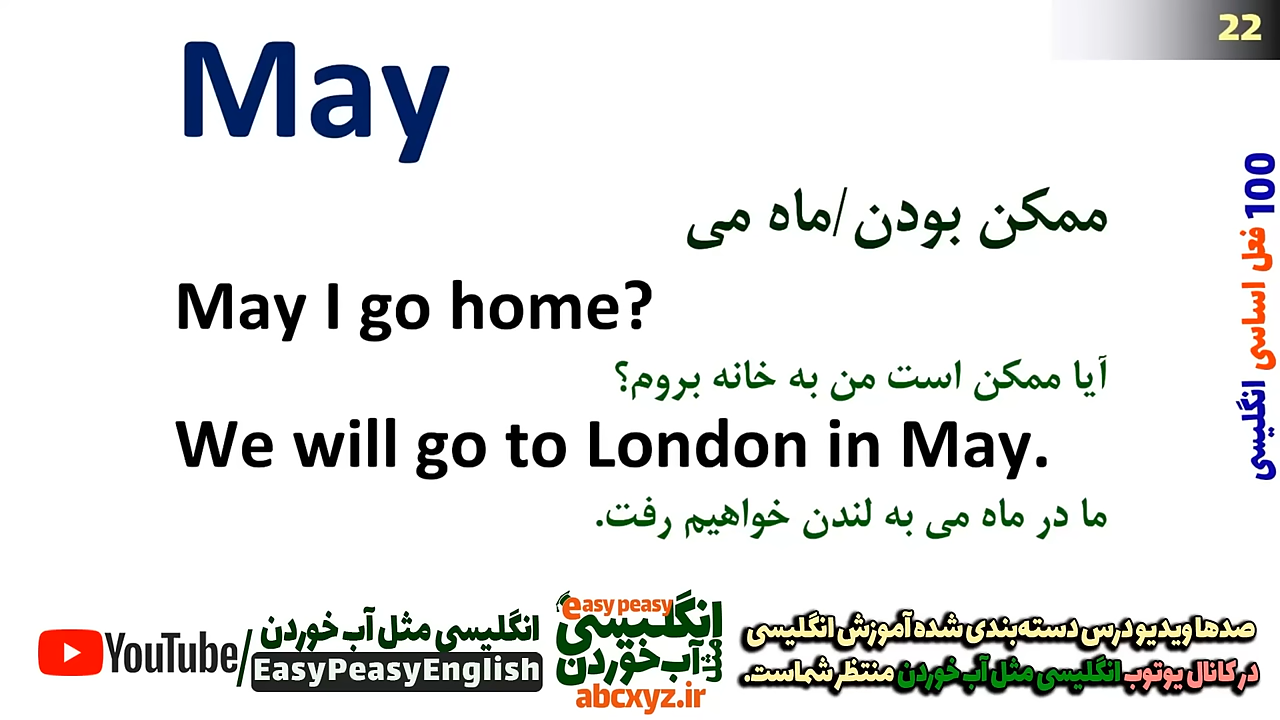 22
May
ممکن بودن/ماه می
May I go home?
آیا ممکن است من به خانه بروم؟
We will go to London in May.
ما در ماه می به لندن خواهیم رفت.
100 فعل اساسی انگلیسی
YouTube/
انگلیسی مثل آب خوردن
EasyPeasyEnglish
easy peasy
انگلیسی
مثل آب خوردن
abcxyz.ir
صدها ویدیو درس دسته‌بندی شده آموزش انگلیسی
در کانال یوتوب انگلیسی مثل آب خوردن منتظر شماست.